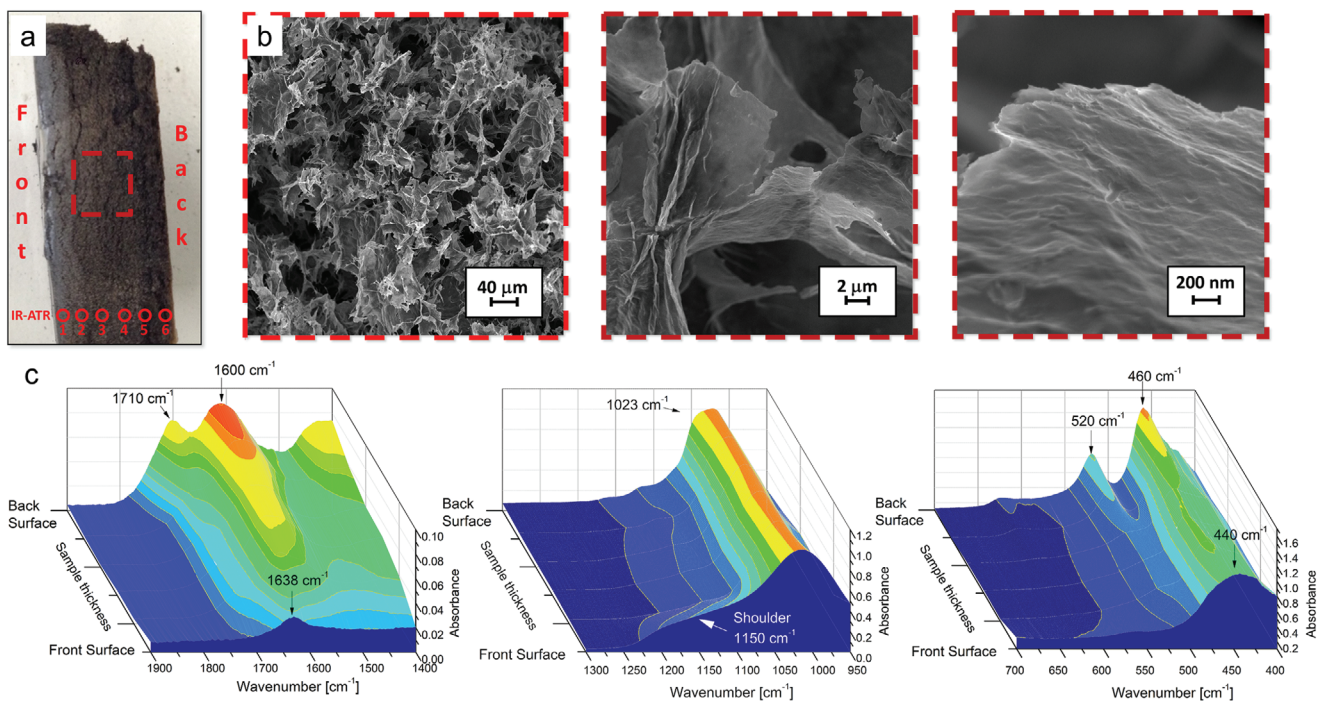 a
Front
Back
IR-ATR
1 2 3 4 5 6
b
40 μm
2 μm
200 nm
c
1710 cm⁻¹
1600 cm⁻¹
1638 cm⁻¹
Back
Surface
Sample thickness
Front Surface
0.10
0.08
0.06
0.04
0.02
0.00
Absorbance
1900 1800 1700 1600 1500 1400
Wavenumber [cm⁻¹]
1023 cm⁻¹
Shoulder
1150 cm⁻¹
Back
Surface
Sample thickness
Front Surface
1.2
1.0
0.8
0.6
0.4
0.2
0.0
Absorbance
1300 1250 1200 1150 1100 1050 1000 950
Wavenumber [cm⁻¹]
520 cm⁻¹
460 cm⁻¹
440 cm⁻¹
Back
Surface
Sample thickness
Front Surface
1.6
1.4
1.2
1.0
0.8
0.6
0.4
0.2
Absorbance
700 650 600 550 500 450 400
Wavenumber [cm⁻¹]